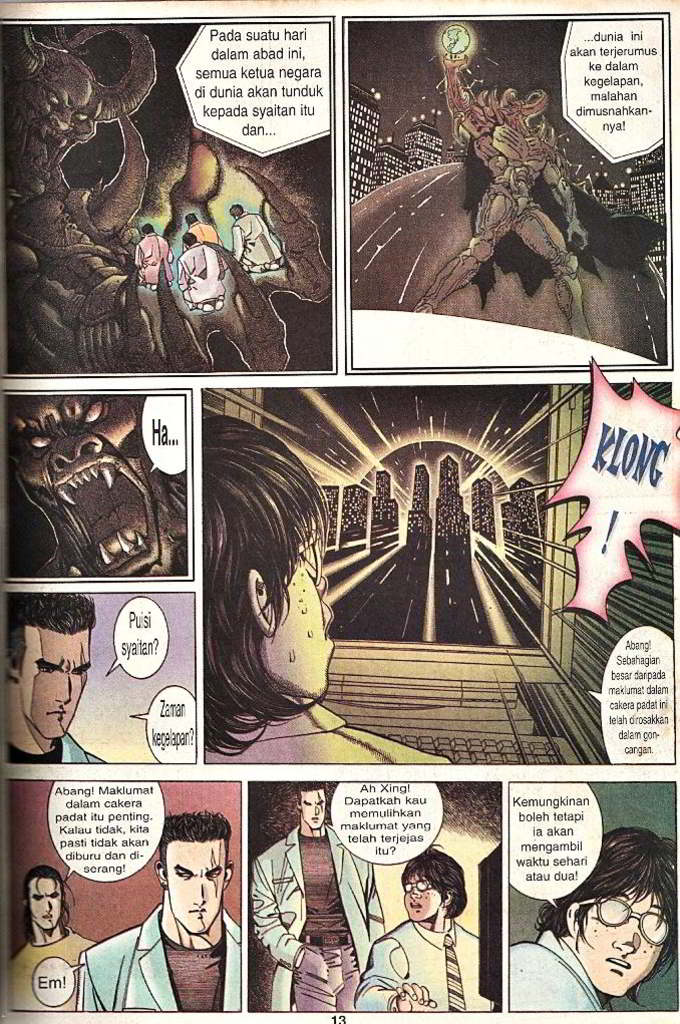 Pada suatu hari
dalam abad ini,
semua ketua negara
di dunia akan tunduk
kepada syaitan itu
dan...
...dunia ini
akan terjerumus
ke dalam
kegelapan,
malahan
dimusnahkan-
nya!
Ha...
KLONG
!
Abang!
Sebahagian
besar daripada
maklumat dalam
cakera padat ini
telah dirosakkan
dalam gon-
cangan.
Puisi
syaitan?
Zaman
kegelapan?
Abang! Maklumat
dalam cakera
padat itu penting.
Kalau tidak, kita
pasti tidak akan
diburu dan di-
serang!
Em!
Ah Xing!
Dapatkah kau
memulihkan
maklumat yang
telah terjejas
itu?
Kemungkinan
boleh tetapi
ia akan
mengambil
waktu sehari
atau dua!
13